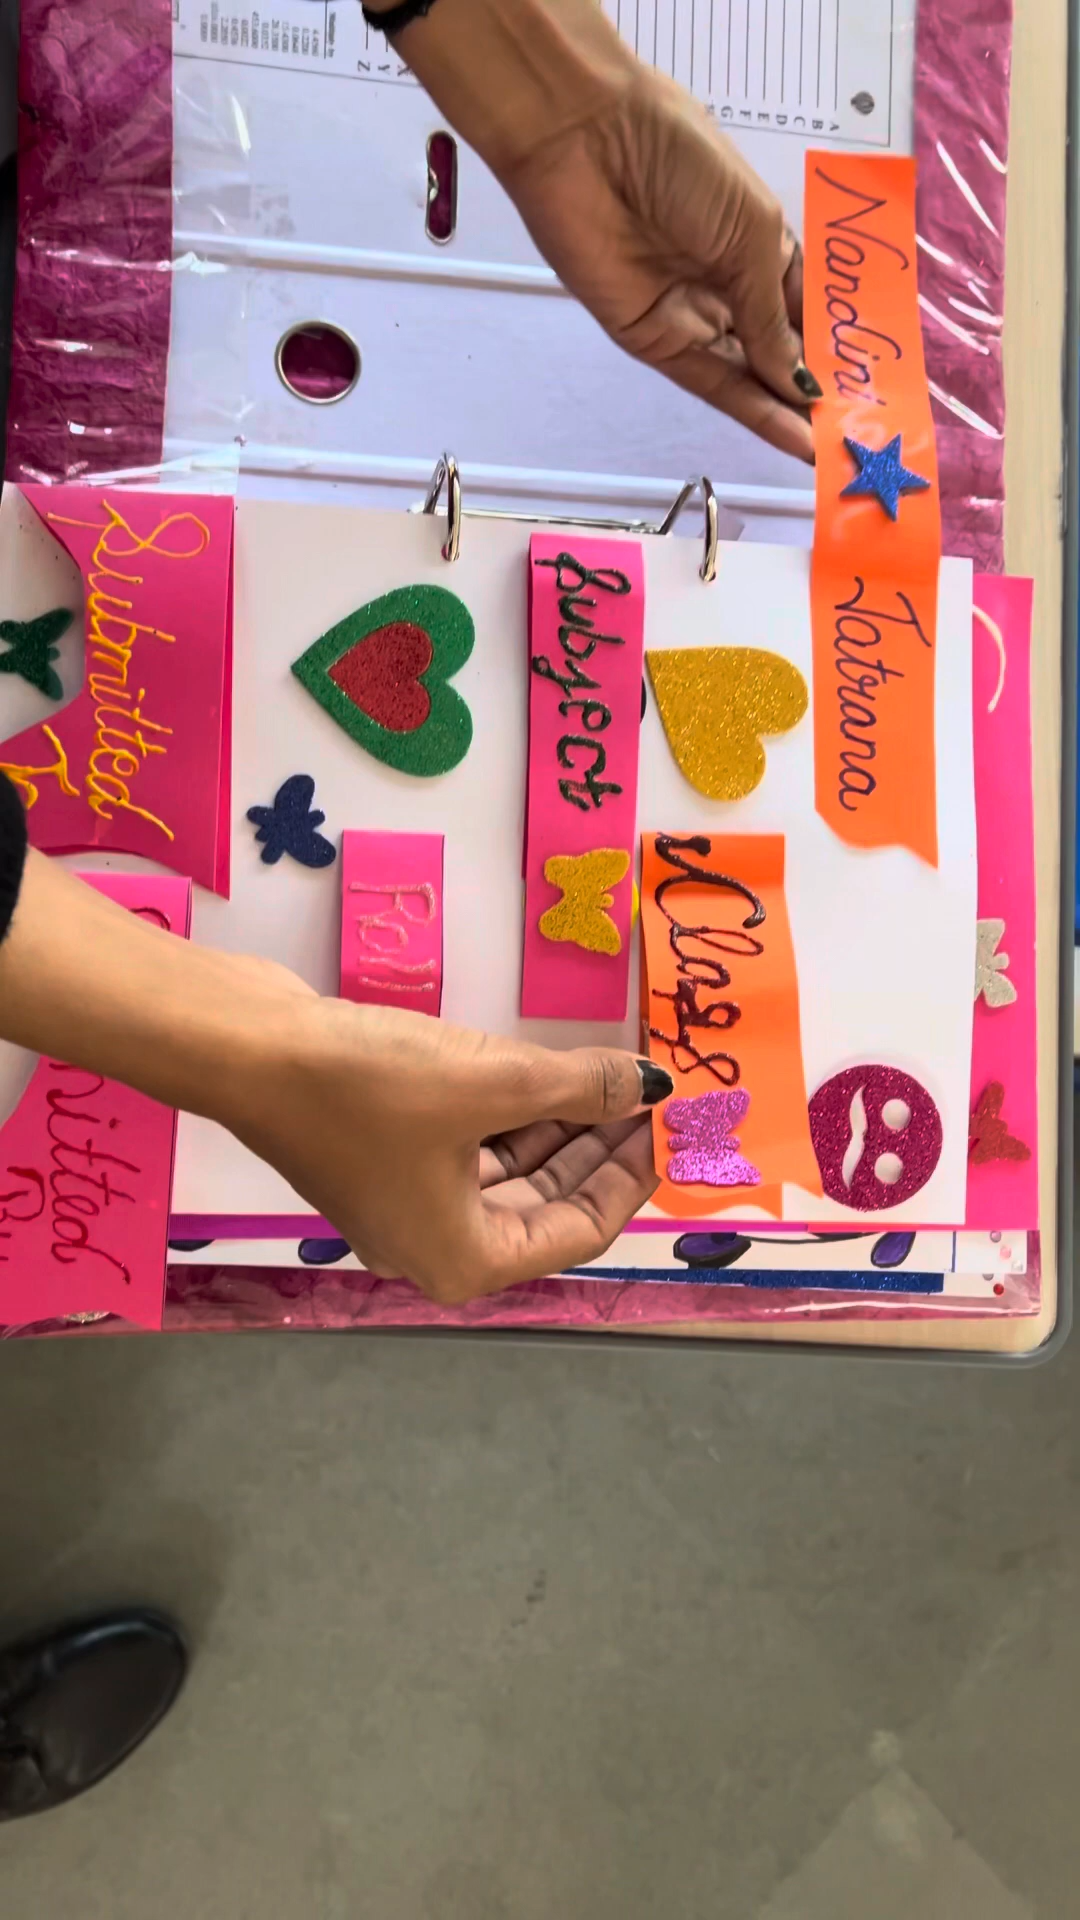 Nandini Tatrana
Class
Subject
Roll
Submitted
To
Submitted
By
A
B
C
D
E
F
G
X
Y
Z